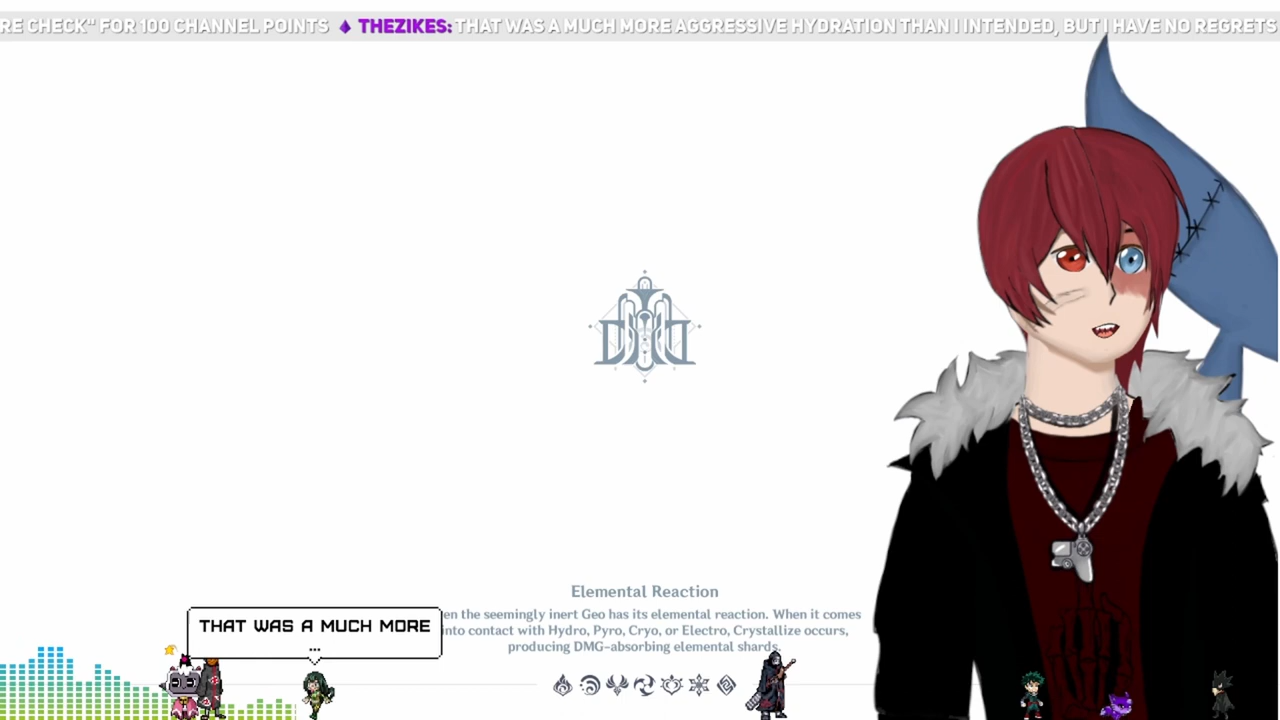 RE CHECK" FOR 100 CHANNEL POINTS THEZIKES: THAT WAS A MUCH MORE AGGRESSIVE HYDRATION THAN I INTENDED, BUT I HAVE NO REGRETS
Elemental Reaction
en the seemingly inert Geo has its elemental reaction. When it comes
into contact with Hydro, Pyro, Cryo, or Electro, Crystallize occurs,
producing DMG-absorbing elemental shards.
THAT WAS A MUCH MORE
...